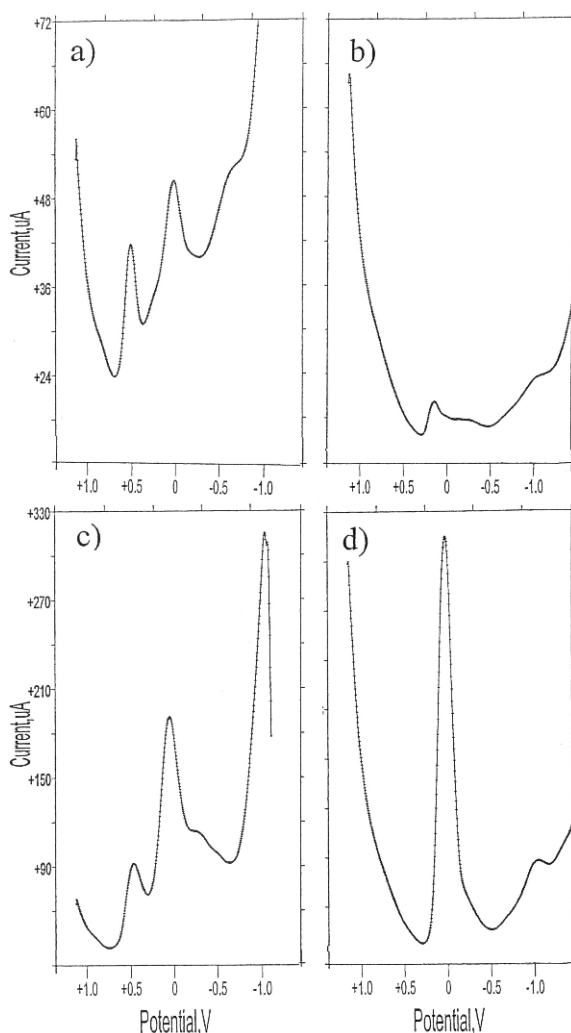 a)
b)
+72
+60
+48
+36
+24
Current,uA
+1.0 +0.5 0 -0.5 -1.0
+1.0 +0.5 0 -0.5 -1.0
c)
d)
+330
+270
+210
+150
+90
Current,uA
+1.0 +0.5 0 -0.5 -1.0
+1.0 +0.5 0 -0.5 -1.0
Potential,V
Potential,V